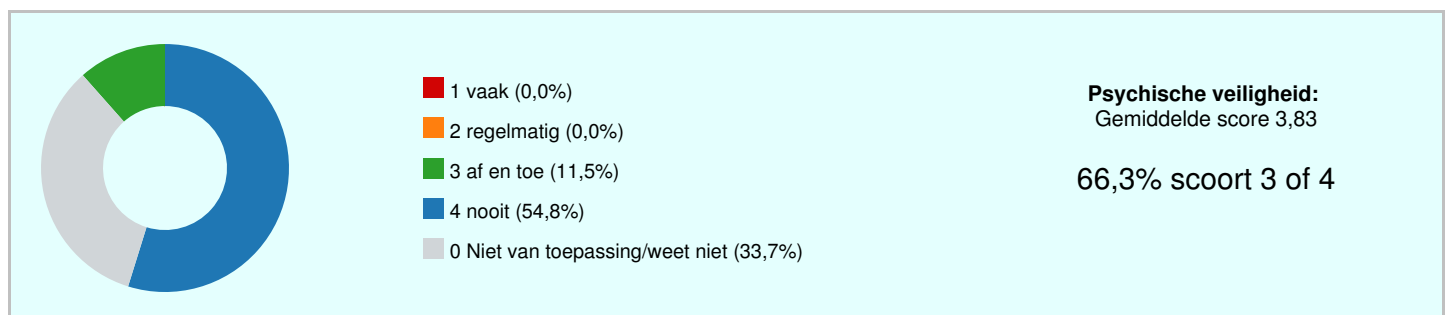 1 vaak (0,0%)
2 regelmatig (0,0%)
3 af en toe (11,5%)
4 nooit (54,8%)
0 Niet van toepassing/weet niet (33,7%)
Psychische veiligheid:
Gemiddelde score 3,83
66,3% scoort 3 of 4